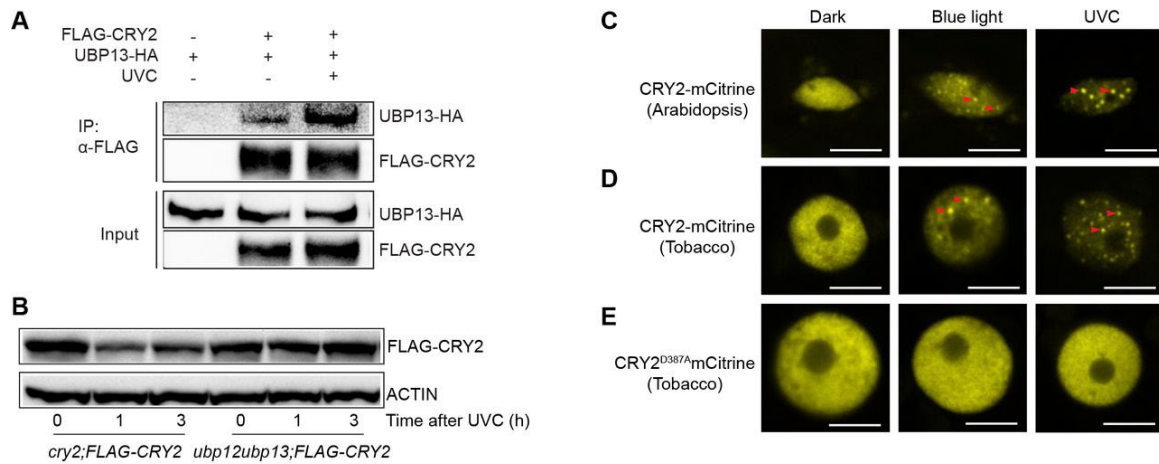 A
FLAG-CRY2 - + +
UBP13-HA + + +
UVC - - +
IP:
α-FLAG
UBP13-HA
FLAG-CRY2
Input
UBP13-HA
FLAG-CRY2
B
FLAG-CRY2
ACTIN
0 1 3 0 1 3 Time after UVC (h)
cry2;FLAG-CRY2 ubp12ubp13;FLAG-CRY2
C
Dark Blue light UVC
CRY2-mCitrine
(Arabidopsis)
D
CRY2-mCitrine
(Tobacco)
E
CRY2ᴰ³⁸⁷ᴬmCitrine
(Tobacco)